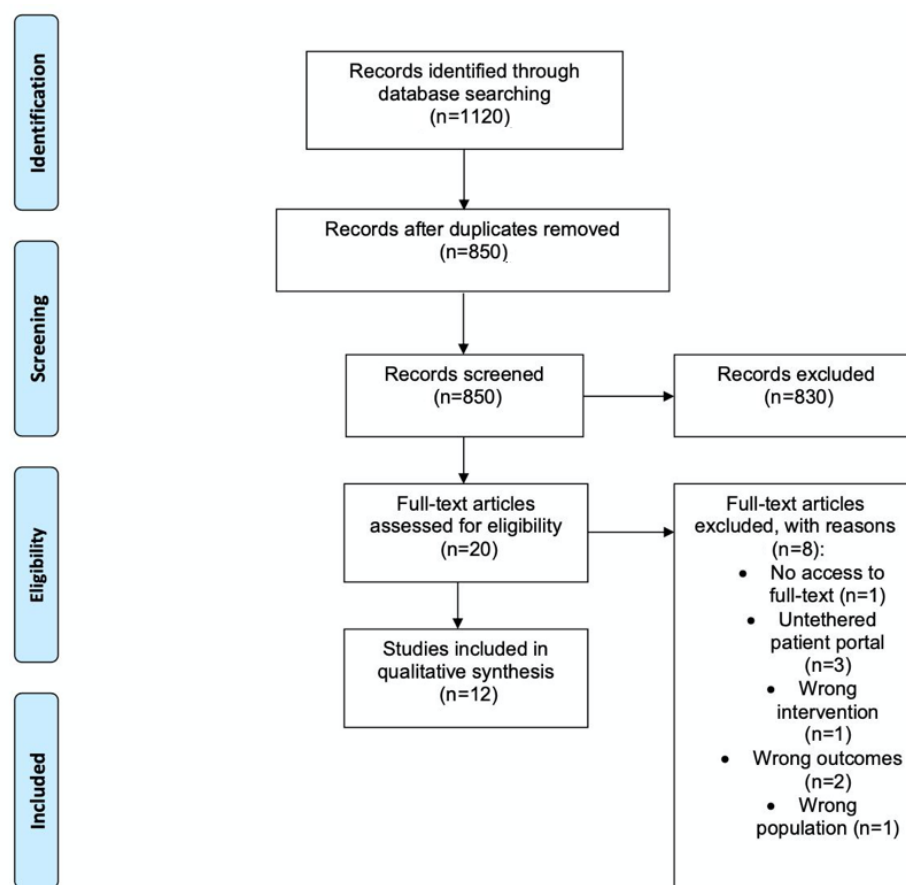 Identification
Records identified through
database searching
(n=1120)
Records after duplicates removed
(n=850)
Screening
Records screened
(n=850)
Records excluded
(n=830)
Eligibility
Full-text articles
assessed for eligibility
(n=20)
Full-text articles
excluded, with reasons
(n=8):
• No access to
full-text (n=1)
• Untethered
patient portal
(n=3)
• Wrong
intervention
(n=1)
• Wrong outcomes
(n=2)
• Wrong
population (n=1)
Studies included in
qualitative synthesis
(n=12)
Included